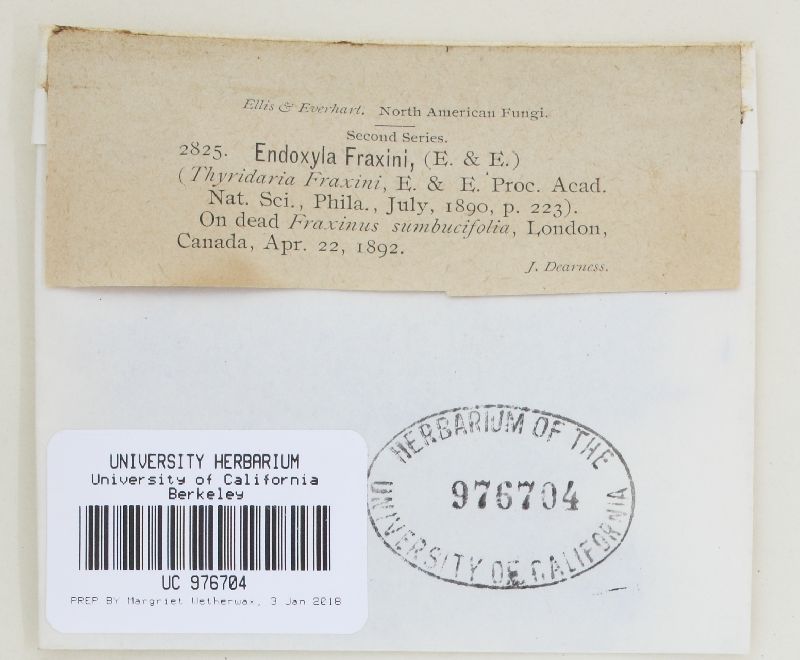 Ellis & Everhart. North American Fungi.
Second Series.
2825. Endoxyla Fraxini, (E. & E.)
(Thyridaria Fraxini, E. & E. Proc. Acad.
Nat. Sci., Phila., July, 1890, p. 223).
On dead Fraxinus sumbucifolia, London,
Canada, Apr. 22, 1892.
J. Dearness.
HERBARIUM OF THE
976704
UNIVERSITY OF CALIFORNIA
UNIVERSITY HERBARIUM
University of California
Berkeley
UC 976704
PREP BY Margriet Wetherwax, 3 Jan 2018